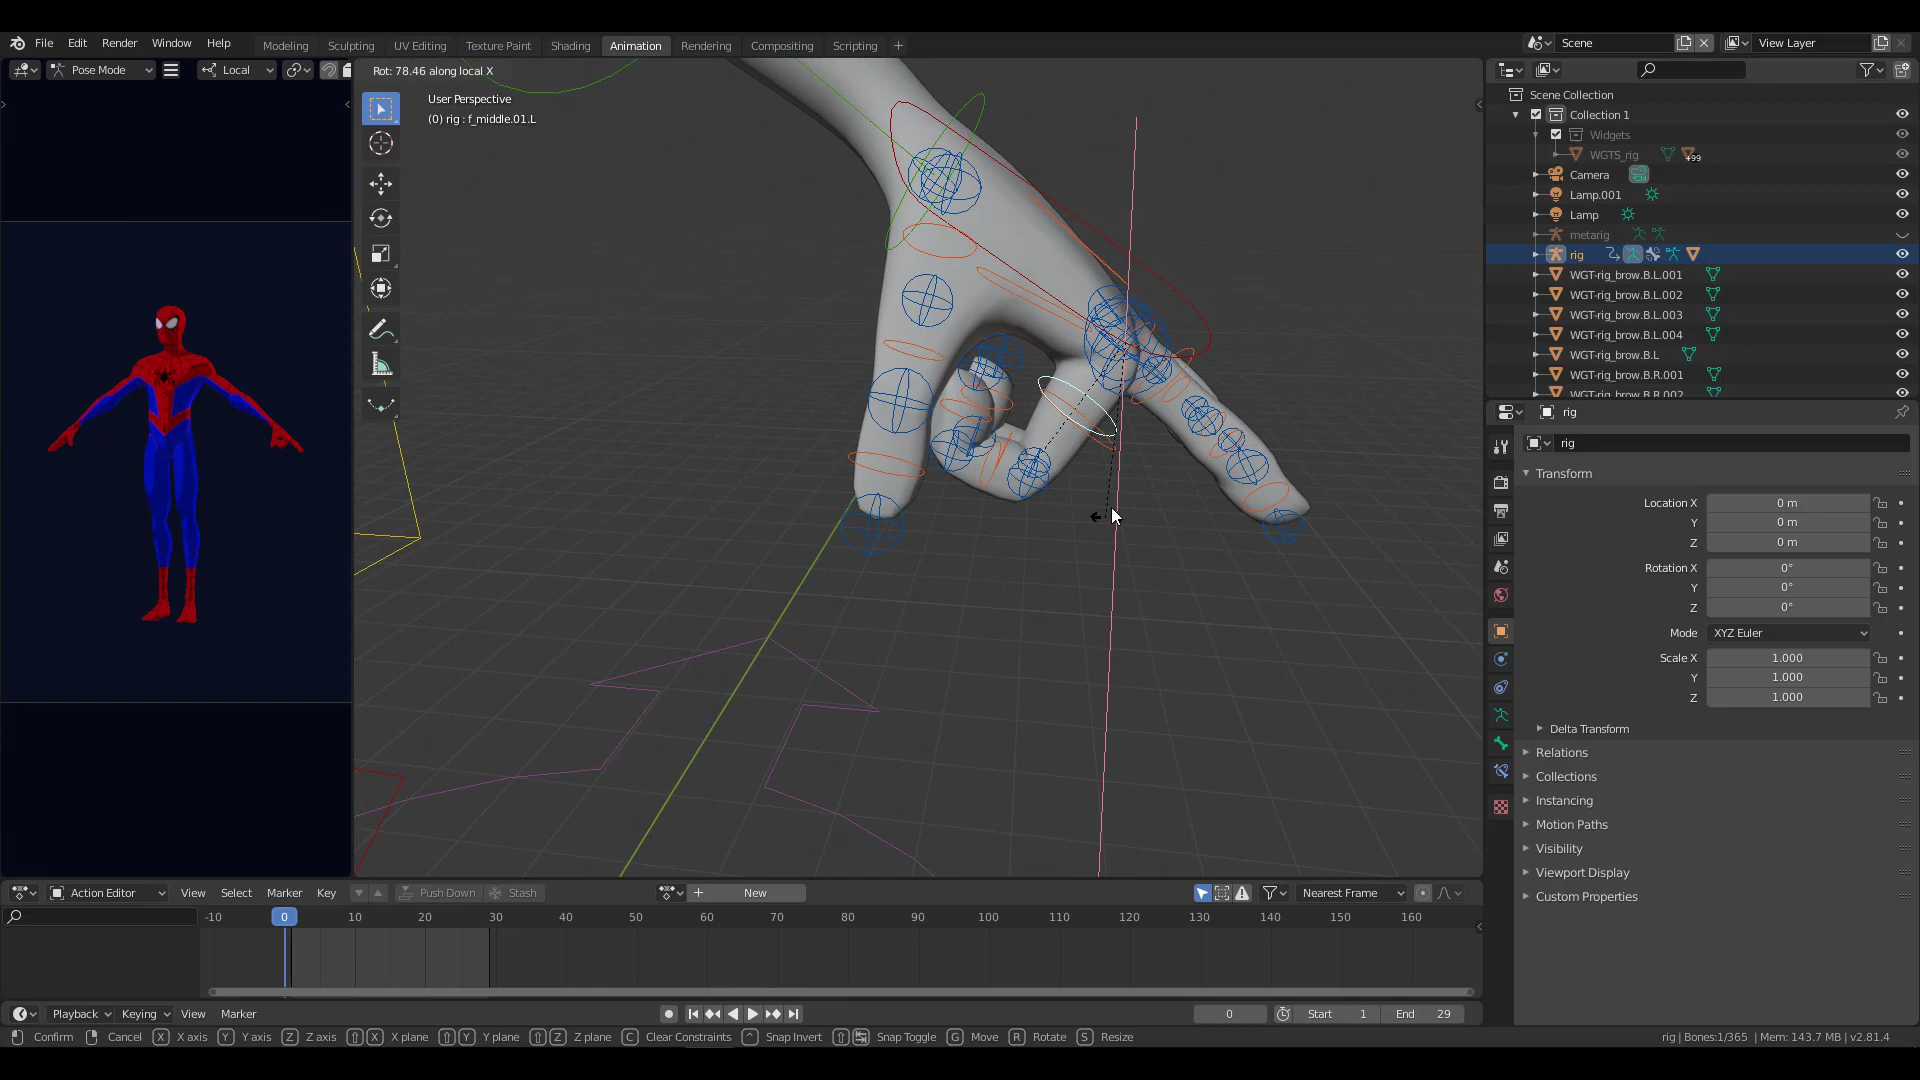 File Edit Render Window Help Modeling Sculpting UV Editing Texture Paint Shading Animation Rendering Compositing Scripting + Scene View Layer
Pose Mode Local Rot: 78.46 along local X
User Perspective
(0) rig : f_middle.01.L
Scene Collection
Collection 1
Widgets
WGTS_rig +99
Camera
Lamp.001
Lamp
metarig
rig
WGT-rig_brow.B.L.001
WGT-rig_brow.B.L.002
WGT-rig_brow.B.L.003
WGT-rig_brow.B.L.004
WGT-rig_brow.B.L
WGT-rig_brow.B.R.001
WGT-rig_brow.B.R.002
rig
rig
Transform
Location X 0 m
Y 0 m
Z 0 m
Rotation X 0°
Y 0°
Z 0°
Mode XYZ Euler
Scale X 1.000
Y 1.000
Z 1.000
Delta Transform
Relations
Collections
Instancing
Motion Paths
Visibility
Viewport Display
Custom Properties
Action Editor View Select Marker Key Push Down Stash + New Nearest Frame
-10 0 10 20 30 40 50 60 70 80 90 100 110 120 130 140 150 160
Playback Keying View Marker 0 Start 1 End 29
Confirm Cancel X X axis Y Y axis Z Z axis X X plane Y Y plane Z Z plane C Clear Constraints ^ Snap Invert Snap Toggle G Move R Rotate S Resize rig | Bones:1/365 | Mem: 143.7 MB | v2.81.4